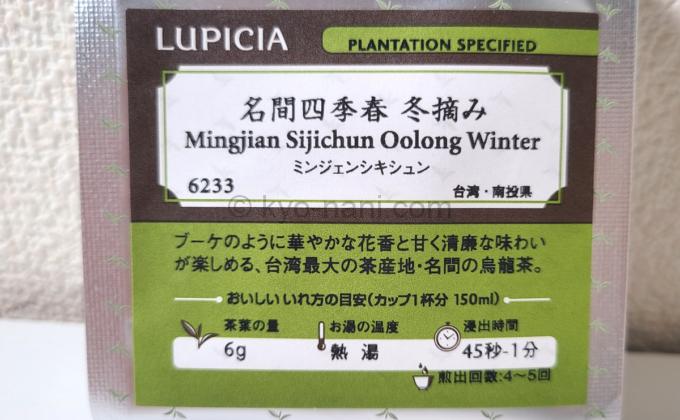 LUPICIA
PLANTATION SPECIFIED
名間四季春 冬摘み
Mingjian Sijichun Oolong Winter
ミンジェンシキシュン
6233
台湾・南投県
© kyo-nani.com
ブーケのように華やかな花香と甘く清廉な味わい
が楽しめる、台湾最大の茶産地・名間の烏龍茶。
おいしいいれ方の目安(カップ1杯分 150ml)
茶葉の量 お湯の温度 浸出時間
6g 熱湯 45秒-1分
煎出回数:4〜5回